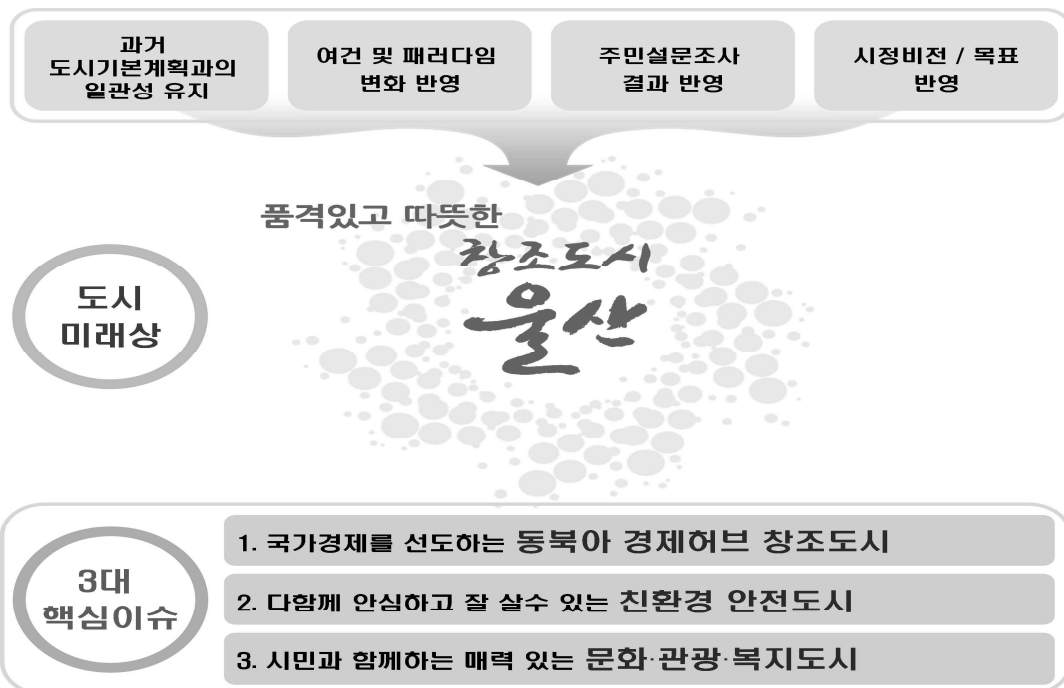 과거
도시기본계획과의
일관성 유지
여건 및 패러다임
변화 반영
주민설문조사
결과 반영
시정비전 / 목표
반영
품격있고 따뜻한
창조도시
울산
도시
미래상
3대
핵심이슈
1. 국가경제를 선도하는 동북아 경제허브 창조도시
2. 다함께 안심하고 잘 살수 있는 친환경 안전도시
3. 시민과 함께하는 매력 있는 문화·관광·복지도시